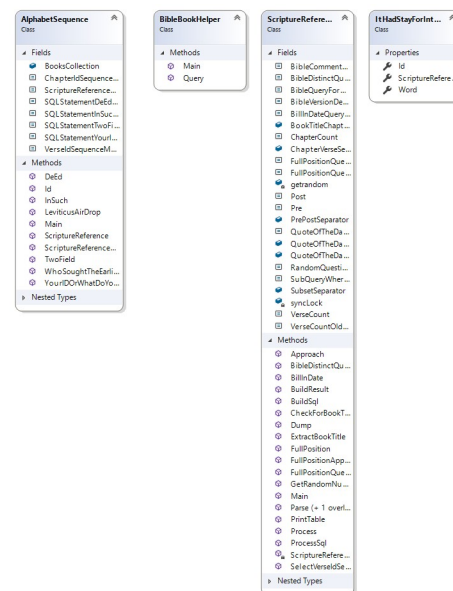 AlphabetSequence
Class
Fields
BooksCollection
ChapterIdSequence...
ScriptureReference...
SQLStatementDeEd...
SQLStatementInSuc...
SQLStatementTwoFi...
SQLStatementYourI...
VerseIdSequenceM...
Methods
DeEd
Id
InSuch
LeviticusAirDrop
Main
ScriptureReference
ScriptureReference...
TwoField
WhoSoughtTheEarli...
YourIDOrWhatDoYo...
Nested Types
BibleBookHelper
Class
Methods
Main
Query
ScriptureRefere...
Class
Fields
BibleComment...
BibleDistinctQu...
BibleQueryFor...
BibleVersionDe...
BillInDateQuery...
BookTitleChapt...
ChapterCount
ChapterVerseSe...
FullPositionQue...
FullPositionQue...
getrandom
Post
Pre
PrePostSeparator
QuoteOfTheDa...
QuoteOfTheDa...
QuoteOfTheDa...
RandomQuesti...
SubQueryWher...
SubsetSeparator
syncLock
VerseCount
VerseCountOld...
Methods
Approach
BibleDistinctQu...
BillInDate
BuildResult
BuildSql
CheckForBookT...
Dump
ExtractBookTitle
FullPosition
FullPositionApp...
FullPositionQue...
GetRandomNu...
Main
Parse (+ 1 overl...
PrintTable
Process
ProcessSql
ScriptureRefere...
SelectVerseIdSe...
Nested Types
ItHadStayForInt...
Class
Properties
Id
ScriptureRefere
Word